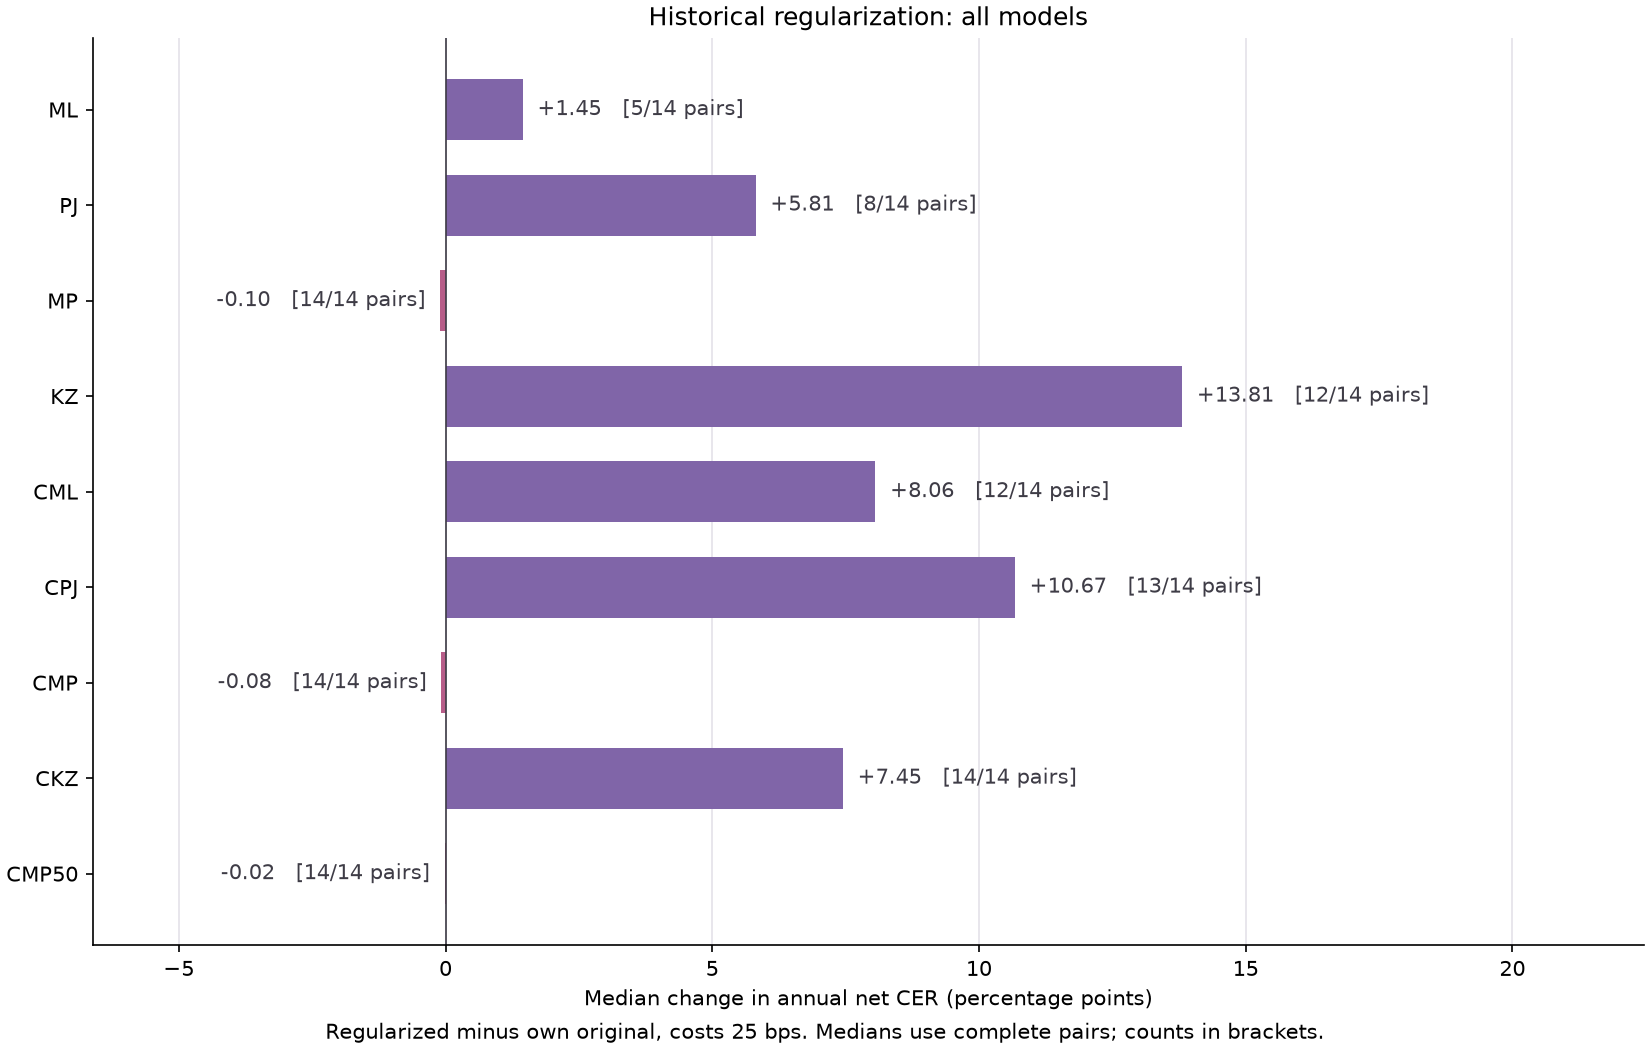 Historical regularization: all models
ML +1.45 [5/14 pairs]
PJ +5.81 [8/14 pairs]
MP -0.10 [14/14 pairs]
KZ +13.81 [12/14 pairs]
CML +8.06 [12/14 pairs]
CPJ +10.67 [13/14 pairs]
CMP -0.08 [14/14 pairs]
CKZ +7.45 [14/14 pairs]
CMP50 -0.02 [14/14 pairs]
−5 0 5 10 15 20
Median change in annual net CER (percentage points)
Regularized minus own original, costs 25 bps. Medians use complete pairs; counts in brackets.